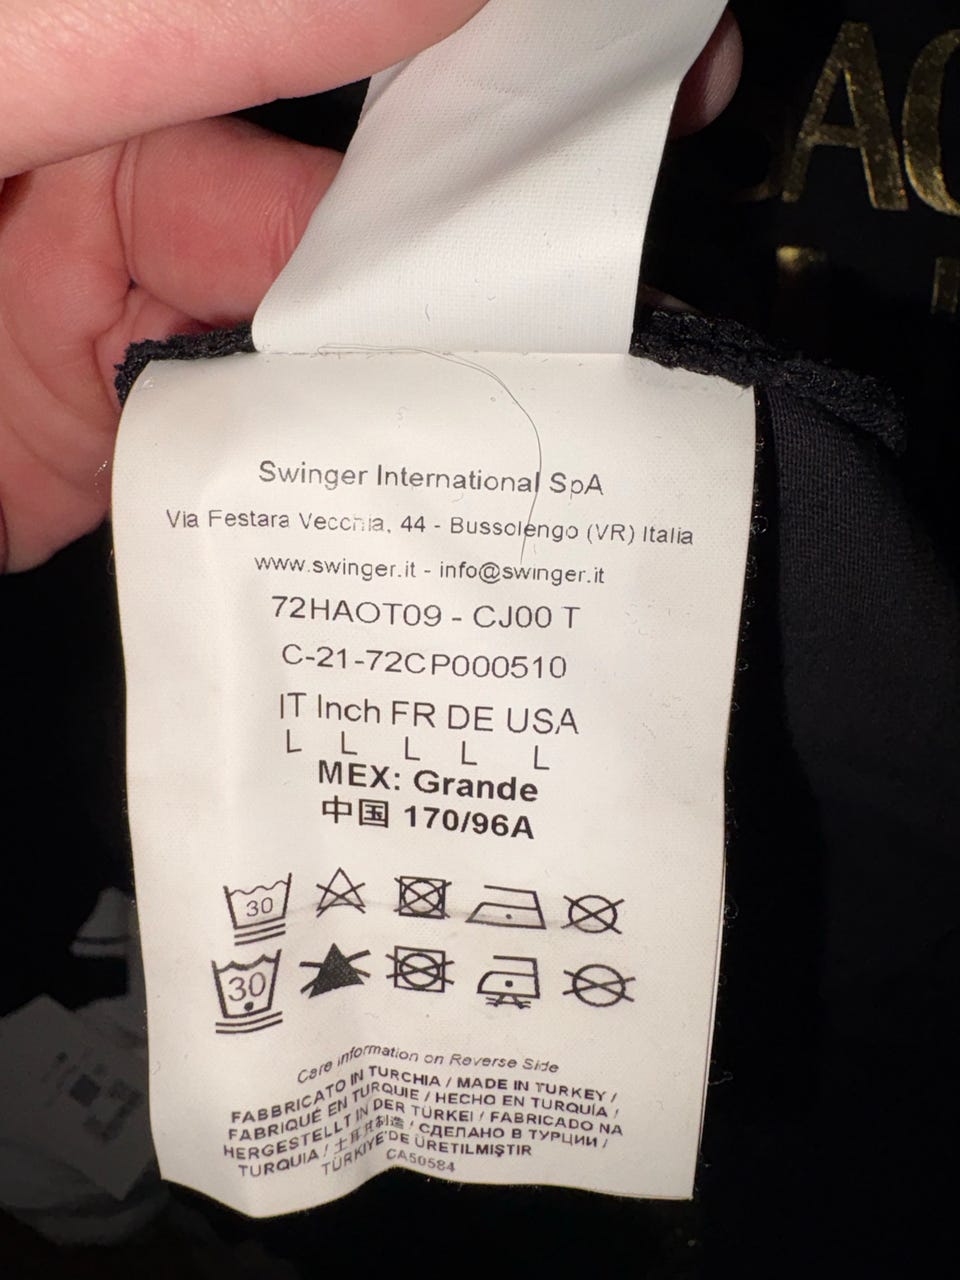 AC
Swinger International SpA
Via Festara Vecchia, 44 - Bussolengo (VR) Italia
www.swinger.it - info@swinger.it
72HAOT09 - CJ00 T
C-21-72CP000510
IT Inch FR DE USA
L L L L L
MEX: Grande
中国 170/96A
30
30
Care information on Reverse Side
FABBRICATO IN TURCHIA / MADE IN TURKEY /
FABRIQUÉ EN TURQUIE / HECHO EN TURQUÍA /
HERGESTELLT IN DER TÜRKEI / FABRICADO NA
TURQUIA / 土耳其制造 / СДЕЛАНО В ТУРЦИИ /
TÜRKİYE'DE ÜRETİLMİŞTİR
CA50584